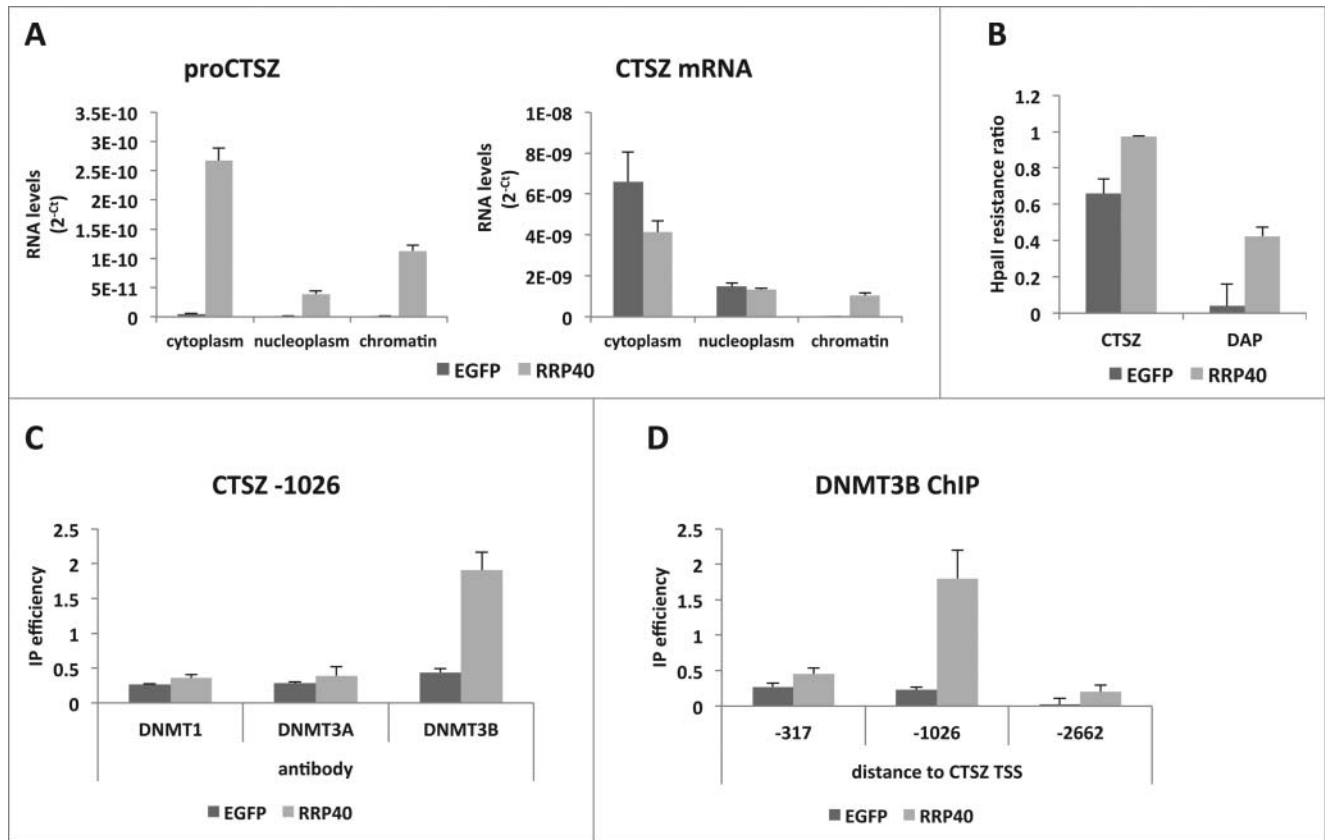 A
proCTSZ
RNA levels
(2^-Ct)
3.5E-10
3E-10
2.5E-10
2E-10
1.5E-10
1E-10
5E-11
0
cytoplasm nucleoplasm chromatin
CTSZ mRNA
RNA levels
(2^-Ct)
1E-08
8E-09
6E-09
4E-09
2E-09
0
cytoplasm nucleoplasm chromatin
EGFP RRP40
B
HpaII resistance ratio
1.2
1
0.8
0.6
0.4
0.2
0
CTSZ DAP
EGFP RRP40
C
CTSZ -1026
IP efficiency
2.5
2
1.5
1
0.5
0
DNMT1 DNMT3A DNMT3B
antibody
EGFP RRP40
D
DNMT3B ChIP
IP efficiency
2.5
2
1.5
1
0.5
0
-317 -1026 -2662
distance to CTSZ TSS
EGFP RRP40